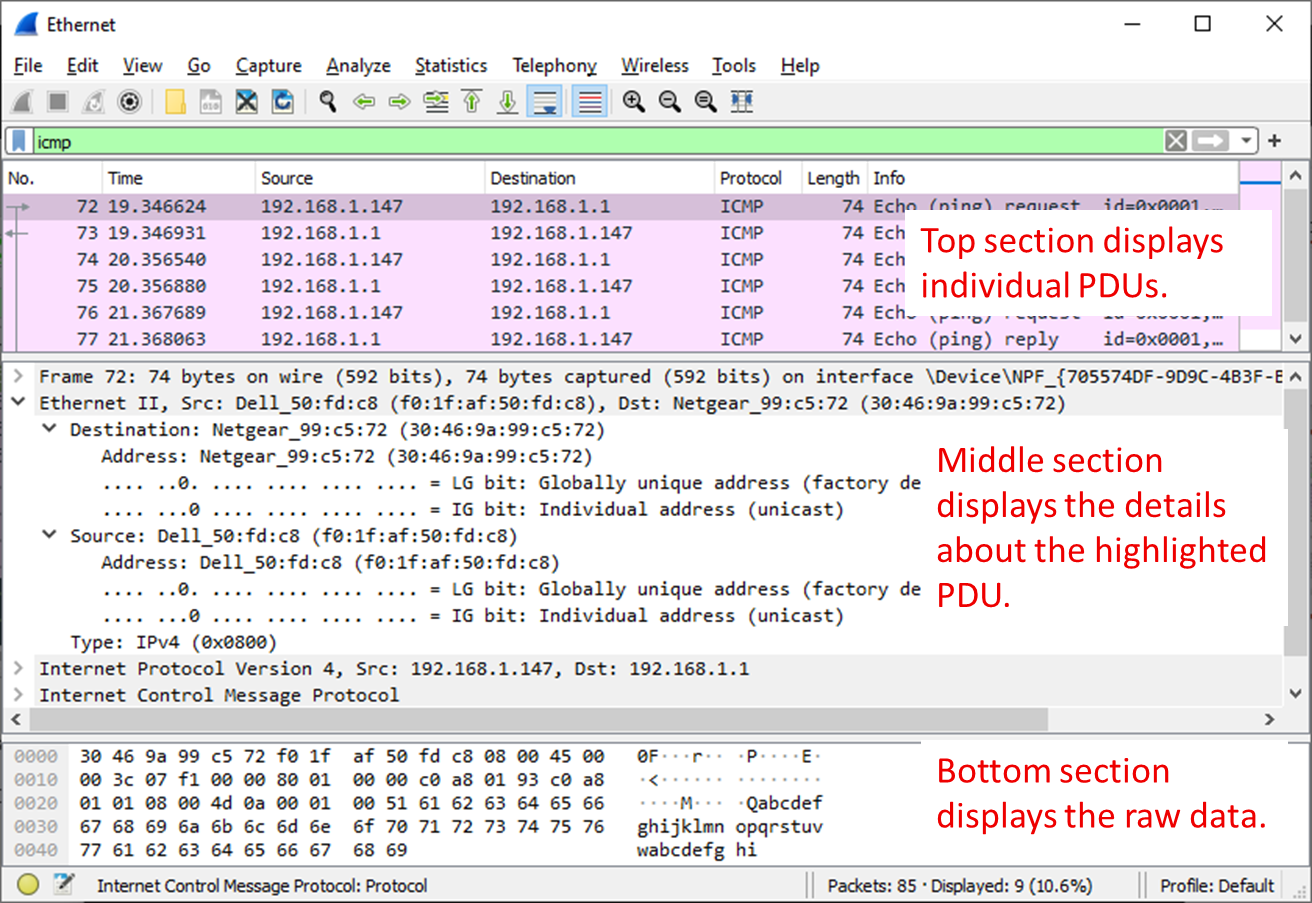 Ethernet
File Edit View Go Capture Analyze Statistics Telephony Wireless Tools Help
icmp
No. Time Source Destination Protocol Length Info
72 19.346624 192.168.1.147 192.168.1.1 ICMP 74 Echo (ping) request id=0x0001,…
73 19.346931 192.168.1.1 192.168.1.147 ICMP 74 Ech
74 20.356540 192.168.1.147 192.168.1.1 ICMP 74 Ech
75 20.356880 192.168.1.1 192.168.1.147 ICMP 74 Ech
76 21.367689 192.168.1.147 192.168.1.1 ICMP 74 Echo (ping) request id=0x0001,…
77 21.368063 192.168.1.1 192.168.1.147 ICMP 74 Echo (ping) reply id=0x0001,…
Top section displays
individual PDUs.
Frame 72: 74 bytes on wire (592 bits), 74 bytes captured (592 bits) on interface \Device\NPF_{705574DF-9D9C-4B3F-E
Ethernet II, Src: Dell_50:fd:c8 (f0:1f:af:50:fd:c8), Dst: Netgear_99:c5:72 (30:46:9a:99:c5:72)
Destination: Netgear_99:c5:72 (30:46:9a:99:c5:72)
Address: Netgear_99:c5:72 (30:46:9a:99:c5:72)
.... ..0. .... .... .... .... = LG bit: Globally unique address (factory de
.... ...0 .... .... .... .... = IG bit: Individual address (unicast)
Source: Dell_50:fd:c8 (f0:1f:af:50:fd:c8)
Address: Dell_50:fd:c8 (f0:1f:af:50:fd:c8)
.... ..0. .... .... .... .... = LG bit: Globally unique address (factory de
.... ...0 .... .... .... .... = IG bit: Individual address (unicast)
Type: IPv4 (0x0800)
Internet Protocol Version 4, Src: 192.168.1.147, Dst: 192.168.1.1
Internet Control Message Protocol
Middle section
displays the details
about the highlighted
PDU.
0000 30 46 9a 99 c5 72 f0 1f af 50 fd c8 08 00 45 00 0F···r·· ·P····E·
0010 00 3c 07 f1 00 00 80 01 00 00 c0 a8 01 93 c0 a8 ·<······ ········
0020 01 01 08 00 4d 0a 00 01 00 51 61 62 63 64 65 66 ····M··· ·Qabcdef
0030 67 68 69 6a 6b 6c 6d 6e 6f 70 71 72 73 74 75 76 ghijklmn opqrstuv
0040 77 61 62 63 64 65 66 67 68 69 wabcdefg hi
Bottom section
displays the raw data.
Internet Control Message Protocol: Protocol Packets: 85 · Displayed: 9 (10.6%) Profile: Default